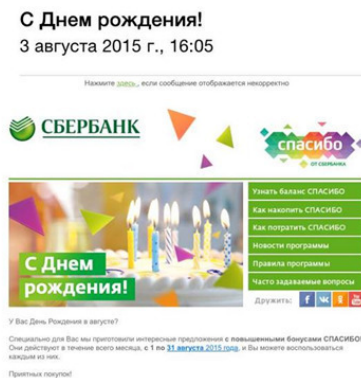 С Днем рождения!
3 августа 2015 г., 16:05
Нажмите здесь, если сообщение отображается некорректно
СБЕРБАНК
спасибо
ОТ СБЕРБАНКА
С Днем
рождения!
Узнать баланс СПАСИБО
Как накопить СПАСИБО
Как потратить СПАСИБО
Новости программы
Правила программы
Часто задаваемые вопросы
Дружить:
У Вас День Рождения в августе?
Специально для Вас мы приготовили интересные предложения с повышенными бонусами СПАСИБО!
Они действуют в течение всего месяца, с 1 по 31 августа 2015 года, и Вы можете воспользоваться
каждым из них.
Приятных покупок!